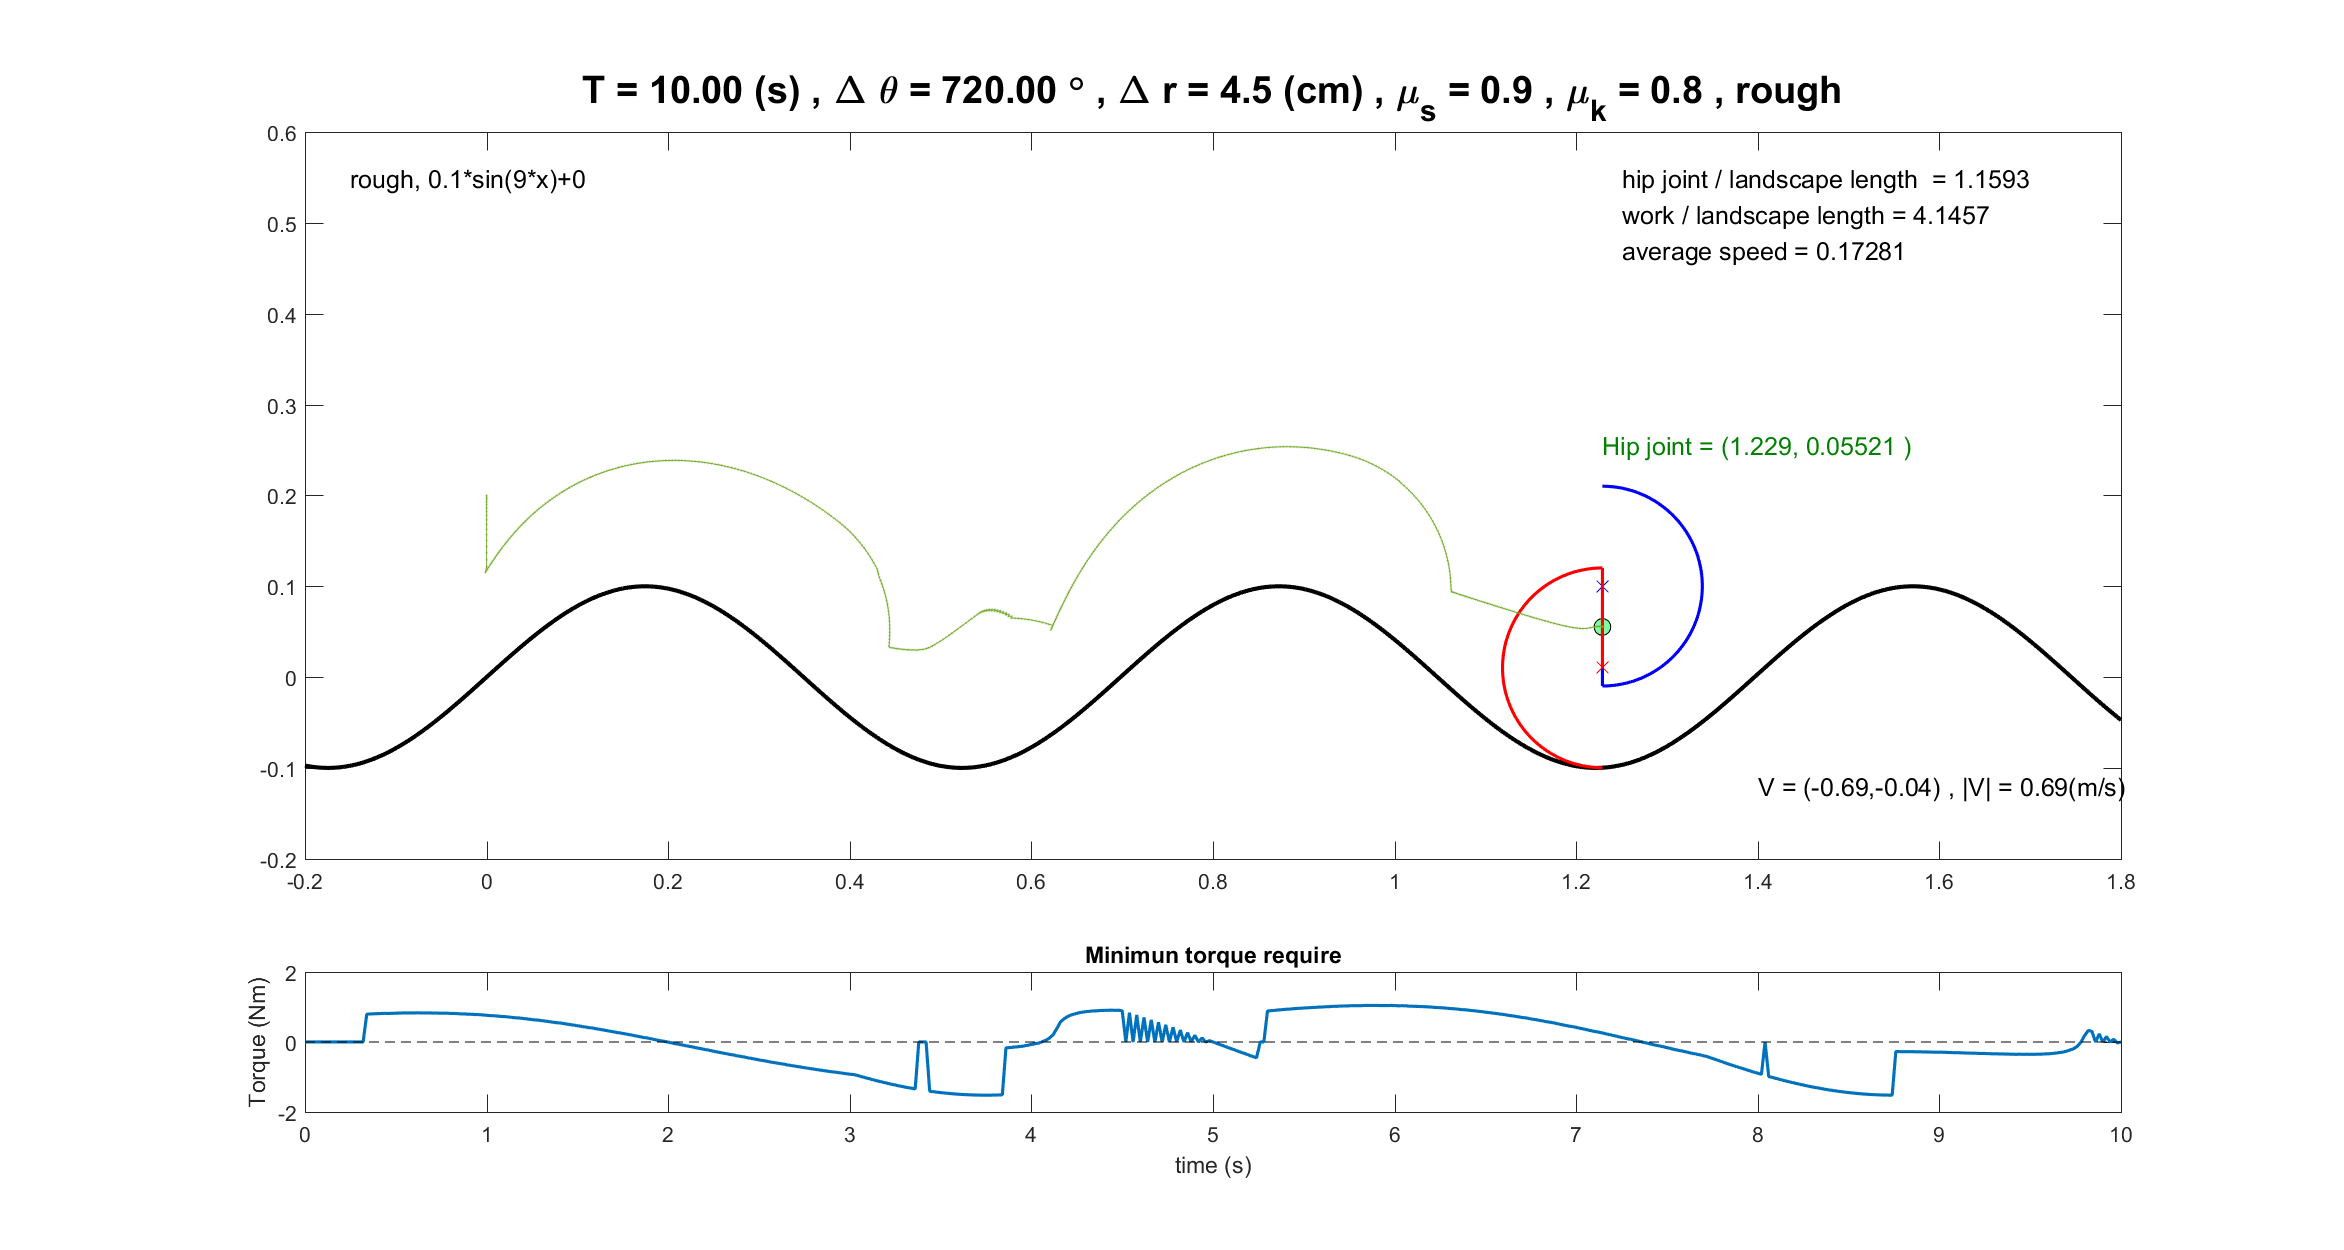 T = 10.00 (s) , Δ θ = 720.00 ° , Δ r = 4.5 (cm) , μs = 0.9 , μk = 0.8 , rough
0.6
0.5
0.4
0.3
0.2
0.1
0
-0.1
-0.2
rough, 0.1*sin(9*x)+0
hip joint / landscape length  = 1.1593
work / landscape length = 4.1457
average speed = 0.17281
Hip joint = (1.229, 0.05521 )
V = (-0.69,-0.04) , |V| = 0.69(m/s)
-0.2 0 0.2 0.4 0.6 0.8 1 1.2 1.4 1.6 1.8
Minimun torque require
Torque (Nm)
2
0
-2
0 1 2 3 4 5 6 7 8 9 10
time (s)